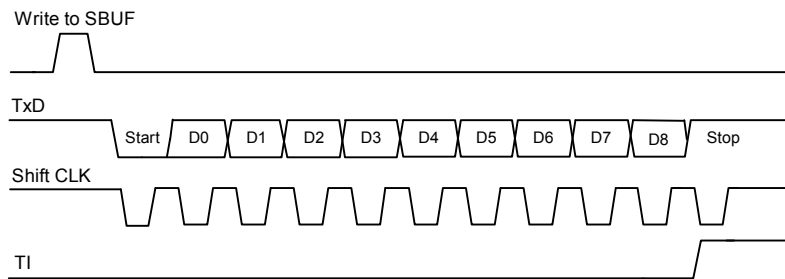 Write to SBUF
TxD
Start D0 D1 D2 D3 D4 D5 D6 D7 D8 Stop
Shift CLK
TI